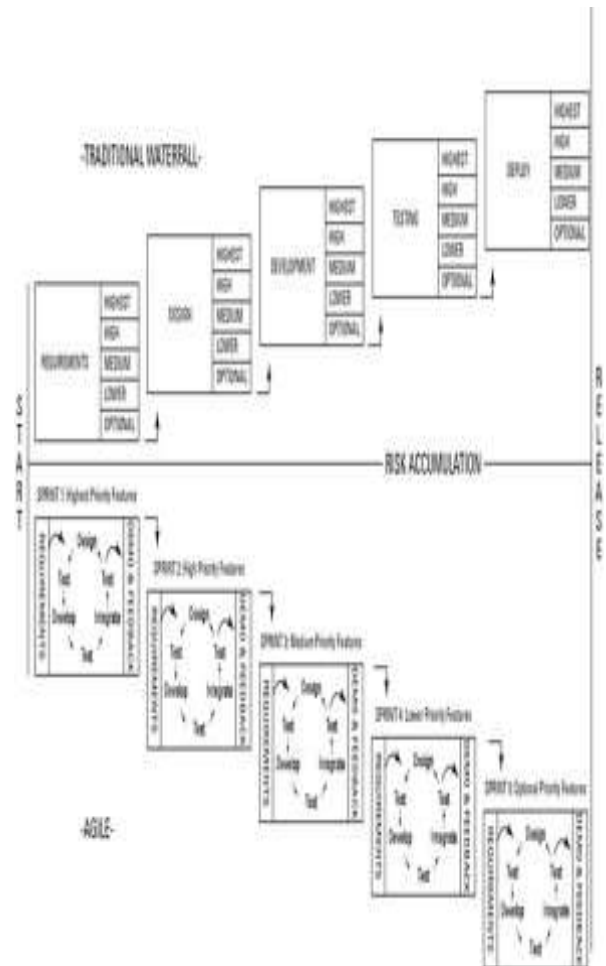 -TRADITIONAL WATERFALL-
REQUIREMENTS
HIGHEST
HIGH
MEDIUM
LOWER
OPTIONAL
DESIGN
HIGHEST
HIGH
MEDIUM
LOWER
OPTIONAL
DEVELOPMENT
HIGHEST
HIGH
MEDIUM
LOWER
OPTIONAL
TESTING
HIGHEST
HIGH
MEDIUM
LOWER
OPTIONAL
DEPLOY
HIGHEST
HIGH
MEDIUM
LOWER
OPTIONAL
START
RISK ACCUMULATION
RELEASE
SPRINT 1: Highest Priority Features
REQUIREMENTS
Design
Test
Test
Develop
Integrate
Test
DEMO & FEEDBACK
SPRINT 2: High Priority Features
REQUIREMENTS
Design
Test
Test
Develop
Integrate
Test
DEMO & FEEDBACK
SPRINT 3: Medium Priority Features
REQUIREMENTS
Design
Test
Test
Develop
Integrate
Test
DEMO & FEEDBACK
SPRINT 4: Lower Priority Features
REQUIREMENTS
Design
Test
Test
Develop
Integrate
Test
DEMO & FEEDBACK
SPRINT 5: Optional Priority Features
REQUIREMENTS
Design
Test
Test
Develop
Integrate
Test
DEMO & FEEDBACK
-AGILE-